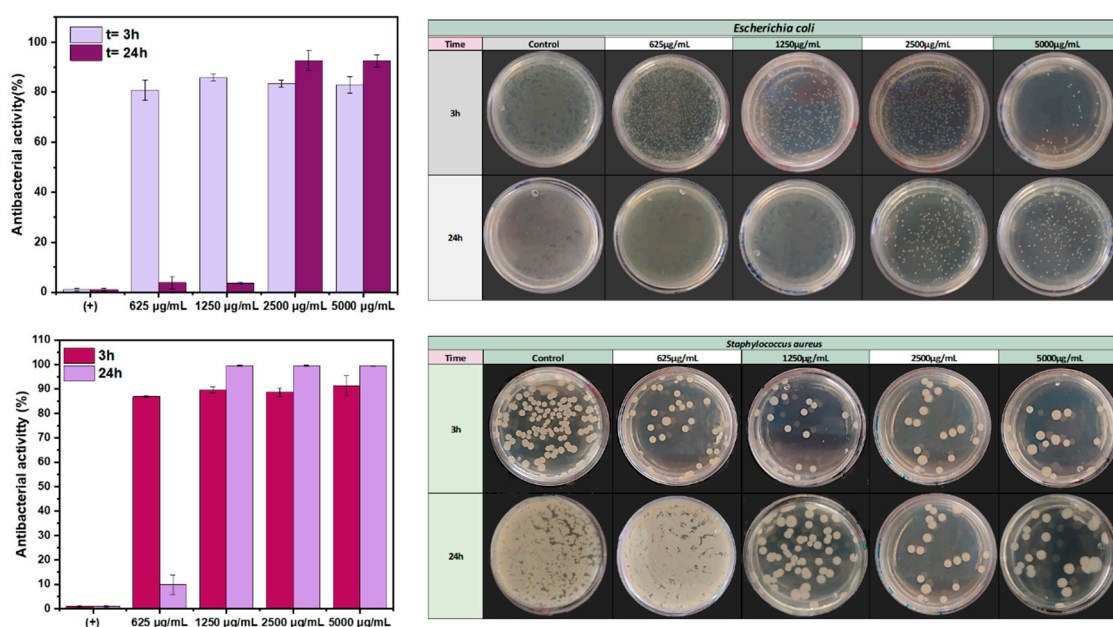 t= 3h
t= 24h
Antibacterial activity(%)
100
80
60
40
20
0
(+) 625 µg/mL 1250 µg/mL 2500 µg/mL 5000 µg/mL
Escherichia coli
Time Control 625µg/mL 1250µg/mL 2500µg/mL 5000µg/mL
3h
24h
3h
24h
Antibacterial activity (%)
110
100
90
80
70
60
50
40
30
20
10
0
(+) 625 µg/mL 1250 µg/mL 2500 µg/mL 5000 µg/mL
Staphylococcus aureus
Time Control 625µg/mL 1250µg/mL 2500µg/mL 5000µg/mL
3h
24h